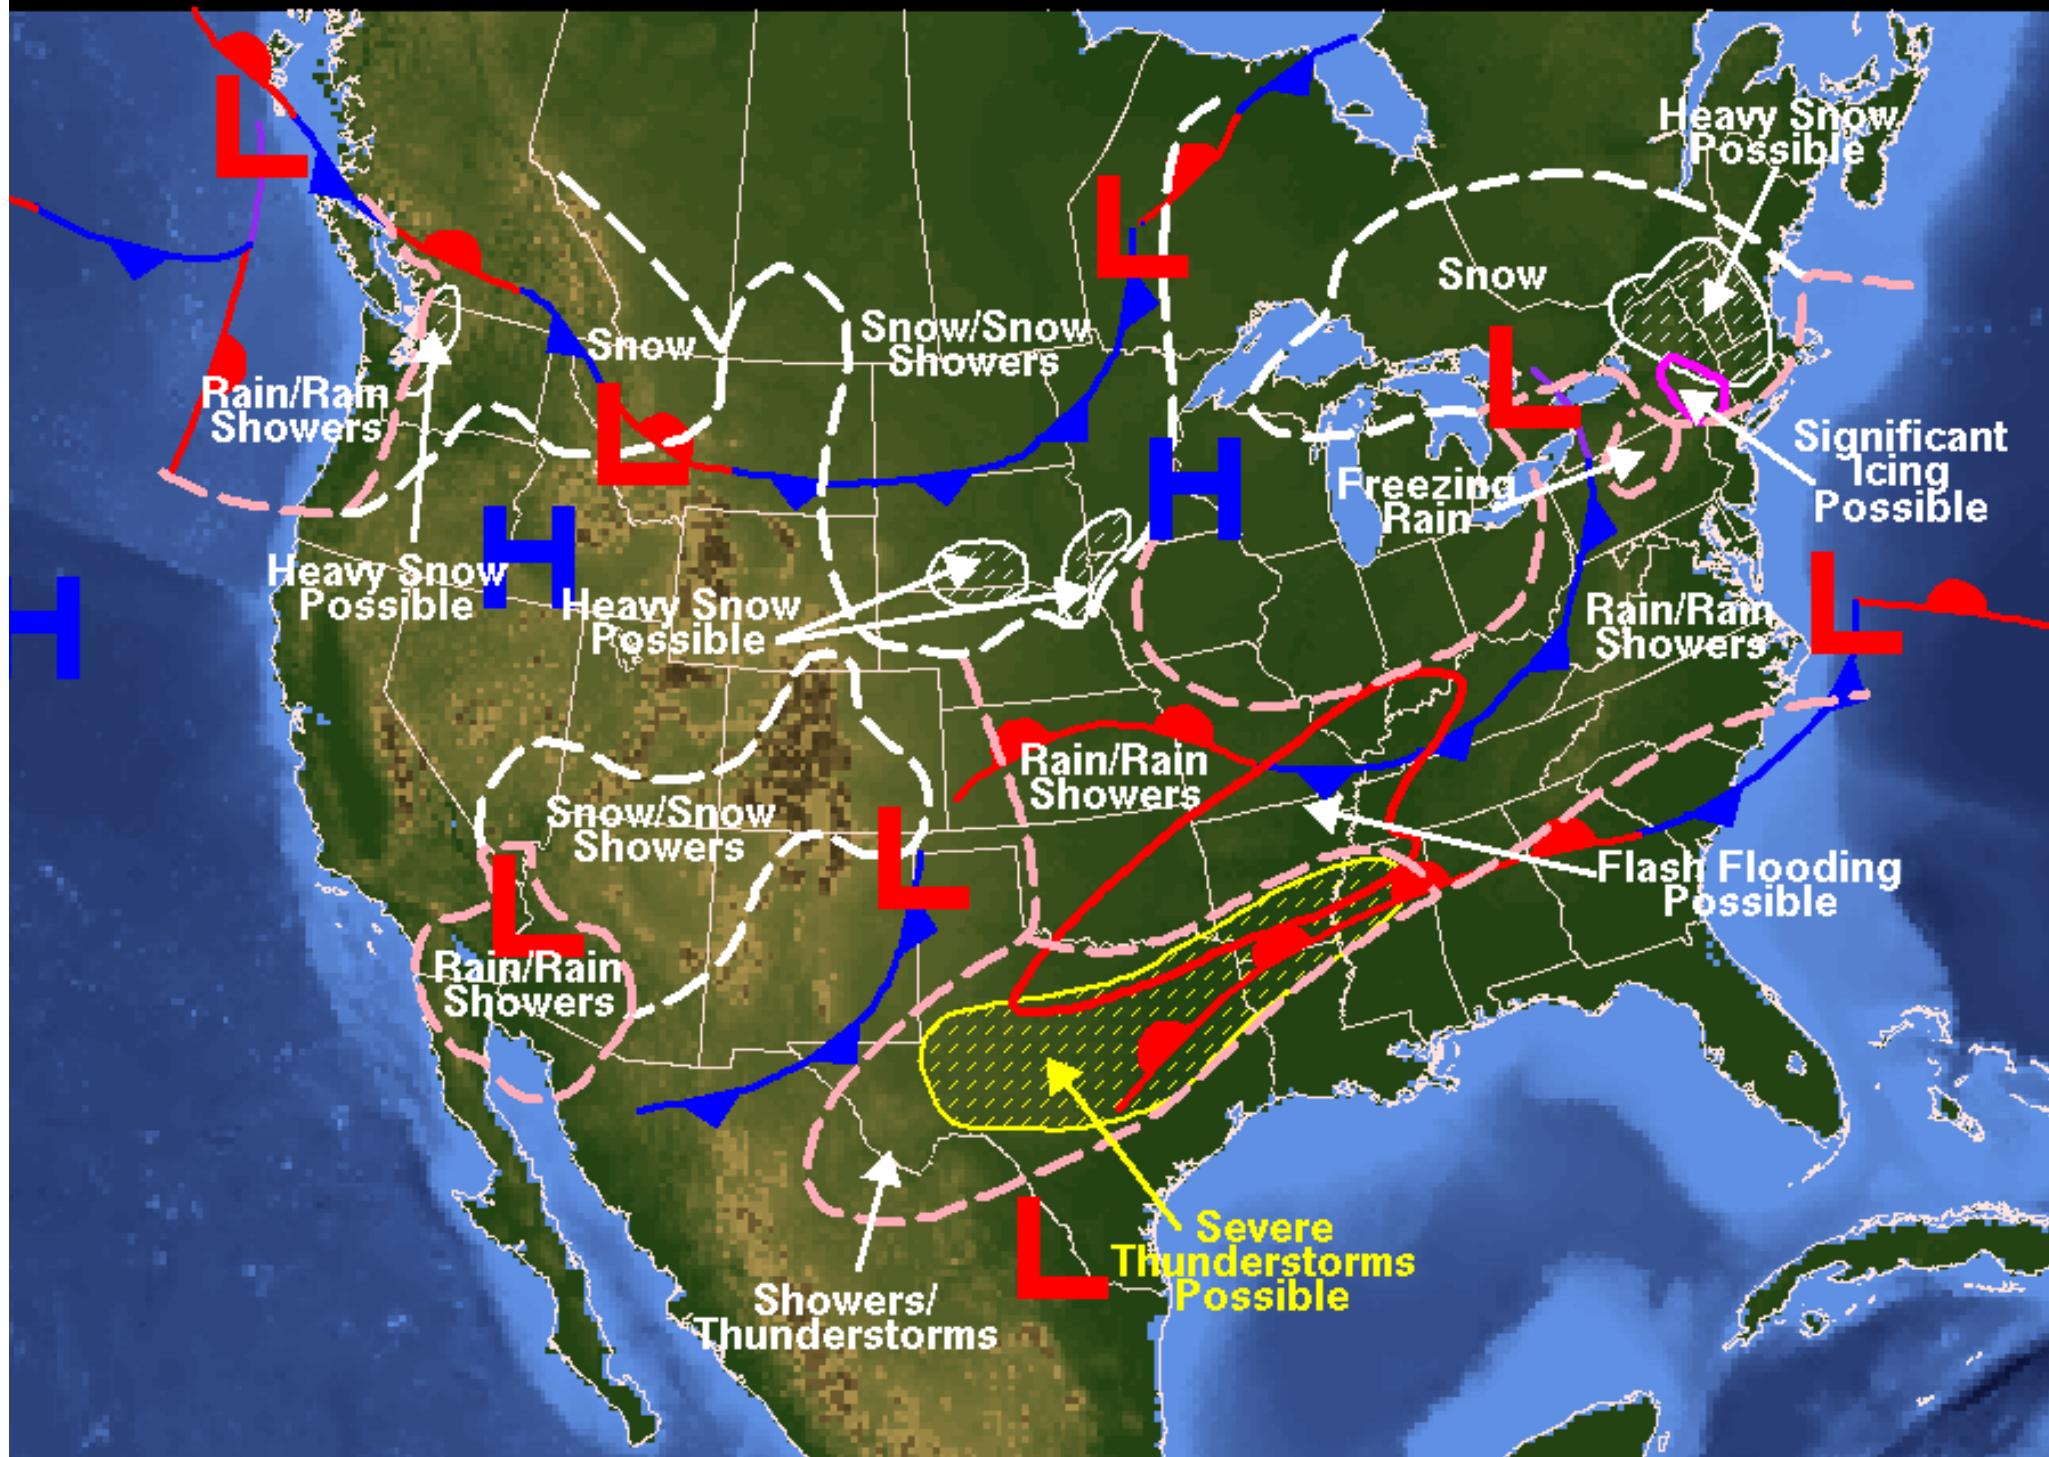 Heavy Snow
Possible
Snow
Snow/Snow
Showers
Snow
Rain/Rain
Showers
Significant
Icing
Possible
Freezing
Rain
Heavy Snow
Possible
Heavy Snow
Possible
Rain/Rain
Showers
Rain/Rain
Showers
Snow/Snow
Showers
Flash Flooding
Possible
Rain/Rain
Showers
Severe
Thunderstorms
Possible
Showers/
Thunderstorms
L
L
L
L
L
L
L
L
L
H
H
H